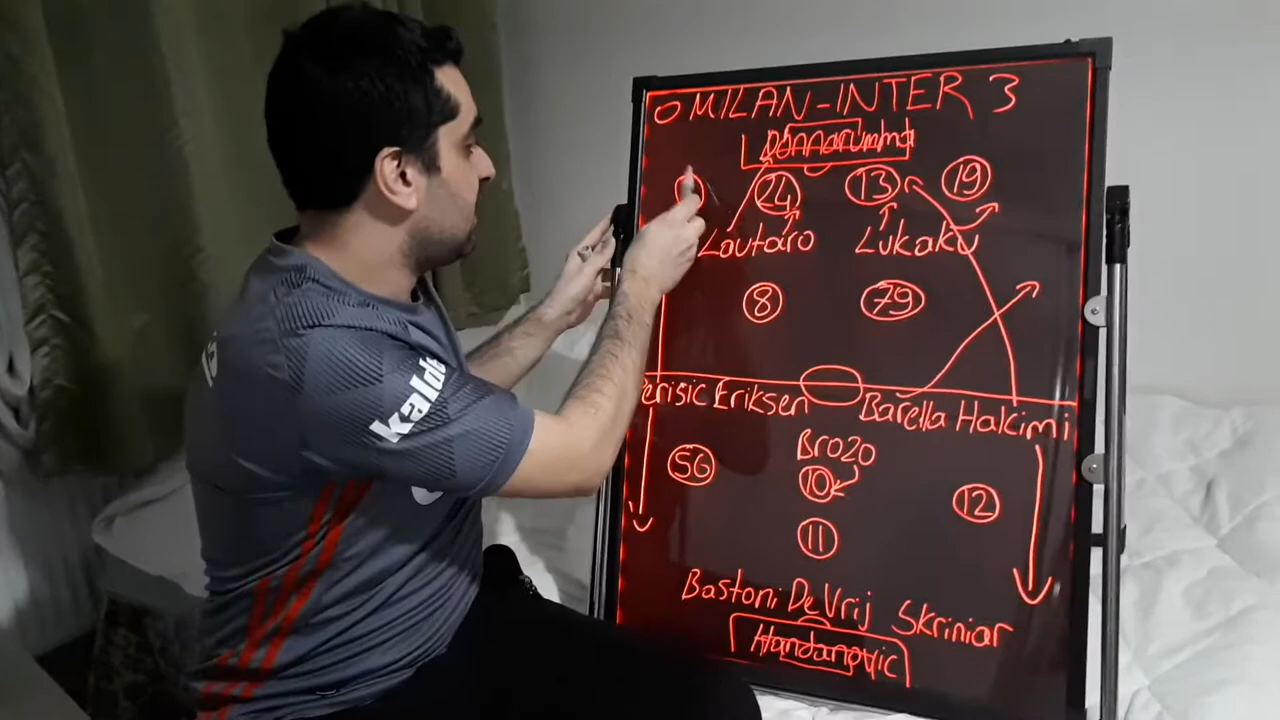 0 MILAN-INTER 3
Donnarumma
24 13 19
Lautaro Lukaku
8 79
Perisic Eriksen Barella Hakimi
Brozo
56 10 12
11
Bastoni De Vrij Skriniar
Handanovic
kalde